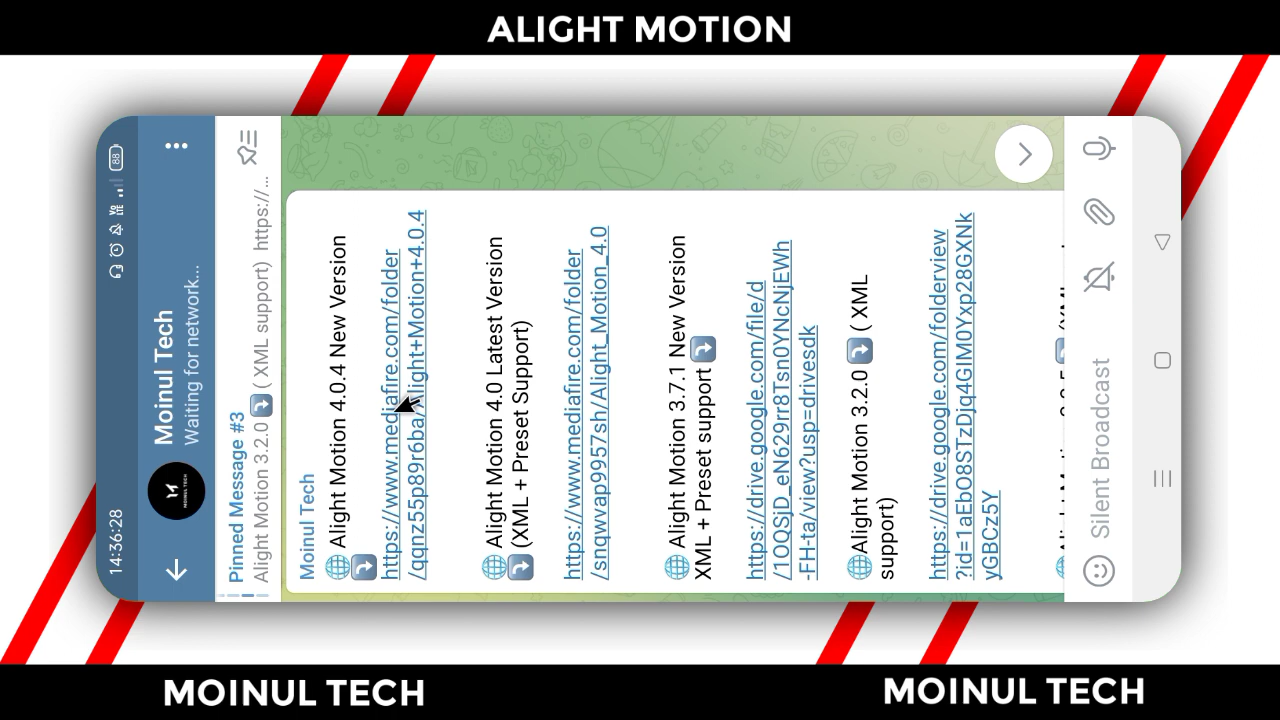 ALIGHT MOTION
14:36:28
88
Moinul Tech
Waiting for network...
Pinned Message #3
Alight Motion 3.2.0 ⤵️ ( XML support) https://...
Moinul Tech
🌐 Alight Motion 4.0.4 New Version
⤵️
https://www.mediafire.com/folder
/qqnz55p89r6ba/Alight+Motion+4.0.4
🌐 Alight Motion 4.0 Latest Version
⤵️ (XML + Preset Support)
https://www.mediafire.com/folder
/snqwvap9957sh/Alight_Motion_4.0
🌐 Alight Motion 3.7.1 New Version
XML + Preset support ⤵️
https://drive.google.com/file/d
/10QSjD_eN629rr8Tsn0YNcNjEWh
-FH-ta/view?usp=drivesdk
🌐Alight Motion 3.2.0 ⤵️ ( XML
support)
https://drive.google.com/folderview
?id=1aEbO8STzDjq4GIM0Yxp28GXNk
yGBCz5Y
Silent Broadcast
MOINUL TECH
MOINUL TECH